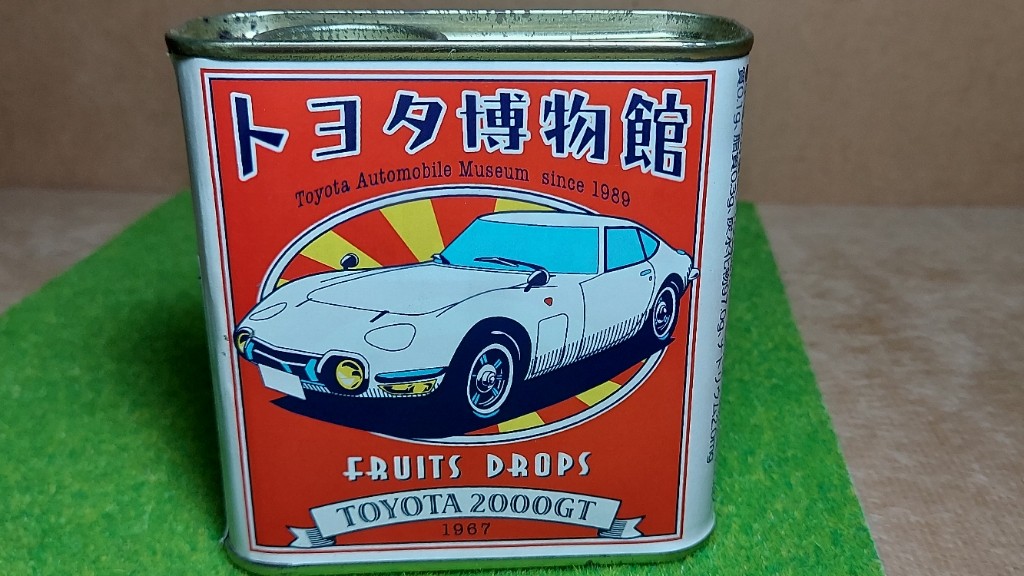 トヨタ博物館
Toyota Automobile Museum since 1989
FRUITS DROPS
TOYOTA 2000GT
1967